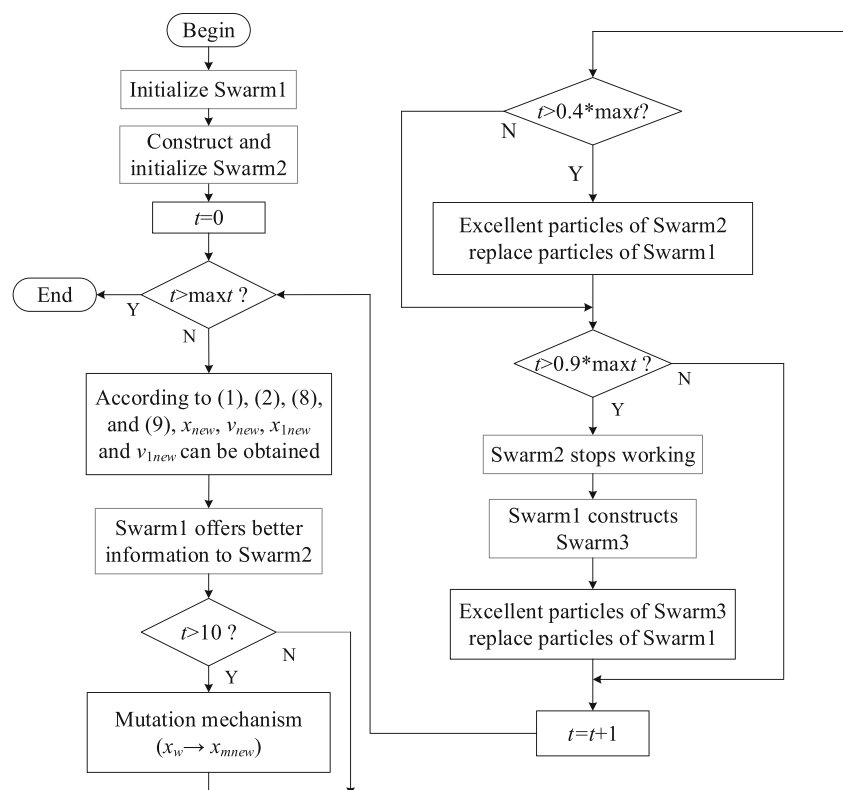 Begin
Initialize Swarm1
Construct and
initialize Swarm2
t=0
t>maxt ?
End
Y
N
According to (1), (2), (8),
and (9), xnew, vnew, x1new
and v1new can be obtained
Swarm1 offers better
information to Swarm2
t>10 ?
N
Y
Mutation mechanism
(xw→ xmnew)
t>0.4*maxt?
N
Y
Excellent particles of Swarm2
replace particles of Swarm1
t>0.9*maxt ?
N
Y
Swarm2 stops working
Swarm1 constructs
Swarm3
Excellent particles of Swarm3
replace particles of Swarm1
t=t+1